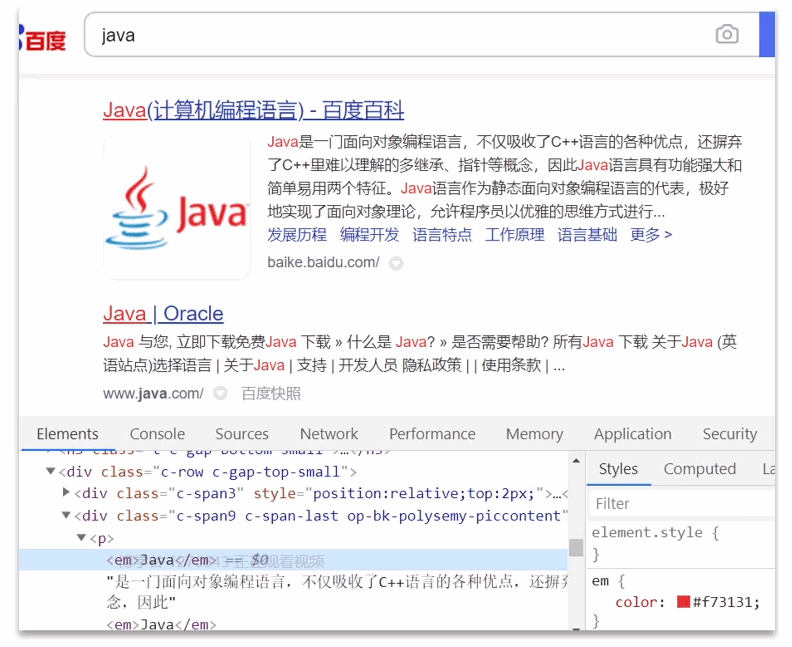 百度
java
Java(计算机编程语言) - 百度百科
Java是一门面向对象编程语言，不仅吸收了C++语言的各种优点，还摒弃
了C++里难以理解的多继承、指针等概念，因此Java语言具有功能强大和
简单易用两个特征。Java语言作为静态面向对象编程语言的代表，极好
地实现了面向对象理论，允许程序员以优雅的思维方式进行...
Java
发展历程 编程开发 语言特点 工作原理 语言基础 更多 >
baike.baidu.com/
Java | Oracle
Java 与您, 立即下载免费Java 下载 » 什么是 Java? » 是否需要帮助? 所有Java 下载 关于Java (英
语站点)选择语言 | 关于Java | 支持 | 开发人员 隐私政策 | | 使用条款 | ...
www.java.com/ 百度快照
Elements Console Sources Network Performance Memory Application Security
Styles Computed La
<div class="c-row c-gap-top-small">
<div class="c-span3" style="position:relative;top:2px;">…<
<div class="c-span9 c-span-last op-bk-polysemy-piccontent"
<p>
<em>Java</em> == $0
"是一门面向对象编程语言，不仅吸收了C++语言的各种优点，还摒弃
念，因此"
<em>Java</em>
Filter
element.style {
}
em {
color: #f73131;
}